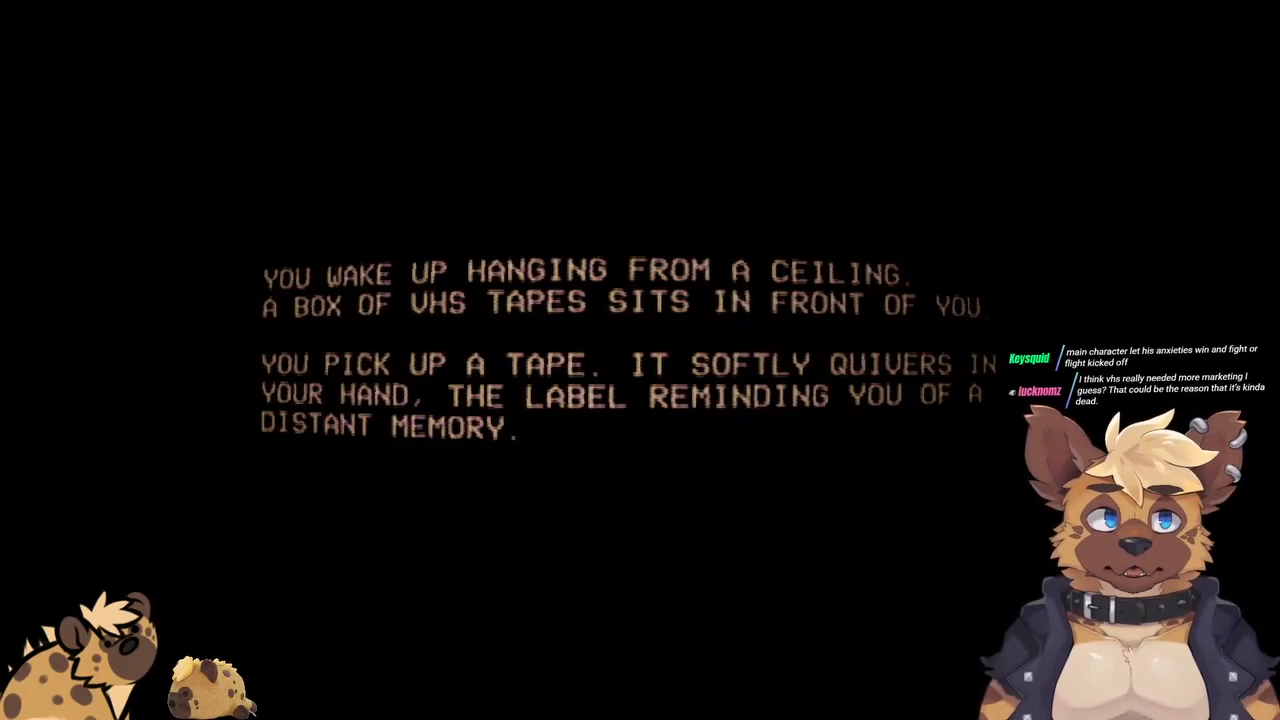 YOU WAKE UP HANGING FROM A CEILING.
A BOX OF VHS TAPES SITS IN FRONT OF YOU.
YOU PICK UP A TAPE. IT SOFTLY QUIVERS IN
YOUR HAND, THE LABEL REMINDING YOU OF A
DISTANT MEMORY.
Keysquid main character let his anxieties win and fight or
flight kicked off
lucknomz I think vhs really needed more marketing I
guess? That could be the reason that it's kinda
dead.